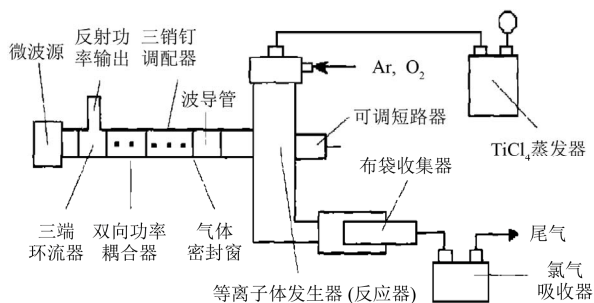 微波源
反射功
率输出
三销钉
调配器
波导管
Ar, O2
可调短路器
TiCl4蒸发器
布袋收集器
三端
环流器
双向功率
耦合器
气体
密封窗
等离子体发生器(反应器)
尾气
氯气
吸收器